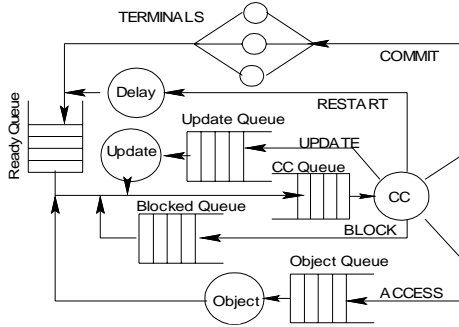 TERMINALS
COMMIT
Delay
RESTART
Ready Queue
Update Queue
Update
UPDATE
CC Queue
CC
Blocked Queue
BLOCK
Object Queue
Object
ACCESS